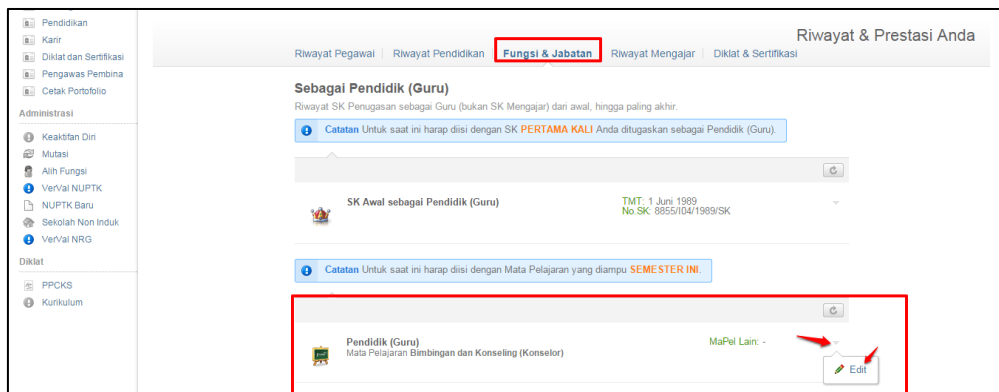 Pendidikan
Karir
Diklat dan Sertifikasi
Pengawas Pembina
Cetak Portofolio
Administrasi
Keaktifan Diri
Mutasi
Alih Fungsi
VerVal NUPTK
NUPTK Baru
Sekolah Non Induk
VerVal NRG
Diklat
PPCKS
Kurikulum
Riwayat & Prestasi Anda
Riwayat Pegawai Riwayat Pendidikan Fungsi & Jabatan Riwayat Mengajar Diklat & Sertifikasi
Sebagai Pendidik (Guru)
Riwayat SK Penugasan sebagai Guru (bukan SK Mengajar) dari awal, hingga paling akhir.
Catatan Untuk saat ini harap diisi dengan SK PERTAMA KALI Anda ditugaskan sebagai Pendidik (Guru).
SK Awal sebagai Pendidik (Guru) TMT: 1 Juni 1989
No.SK: 8855/I04/1989/SK
Catatan Untuk saat ini harap diisi dengan Mata Pelajaran yang diampu SEMESTER INI.
Pendidik (Guru) MaPel Lain: -
Mata Pelajaran Bimbingan dan Konseling (Konselor)
Edit